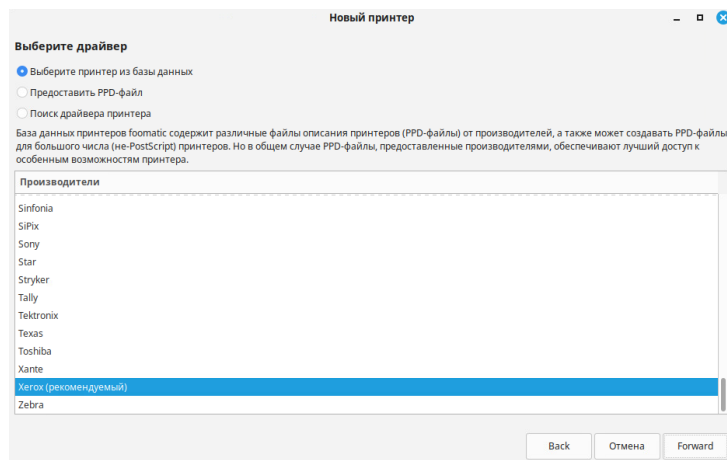 Новый принтер
Выберите драйвер
Выберите принтер из базы данных
Предоставить PPD-файл
Поиск драйвера принтера
База данных принтеров foomatic содержит различные файлы описания принтеров (PPD-файлы) от производителей, а также может создавать PPD-файлы
для большого числа (не-PostScript) принтеров. Но в общем случае PPD-файлы, предоставленные производителями, обеспечивают лучший доступ к
особенным возможностям принтера.
Производители
Sinfonia
SiPix
Sony
Star
Stryker
Tally
Tektronix
Texas
Toshiba
Xante
Xerox (рекомендуемый)
Zebra
Back Отмена Forward